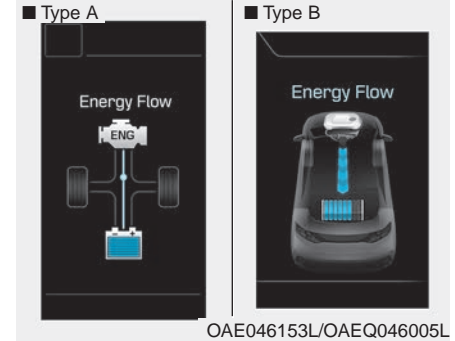 ■ Type A
■ Type B
Energy Flow
ENG
- +
Energy Flow
OAE046153L/OAEQ046005L